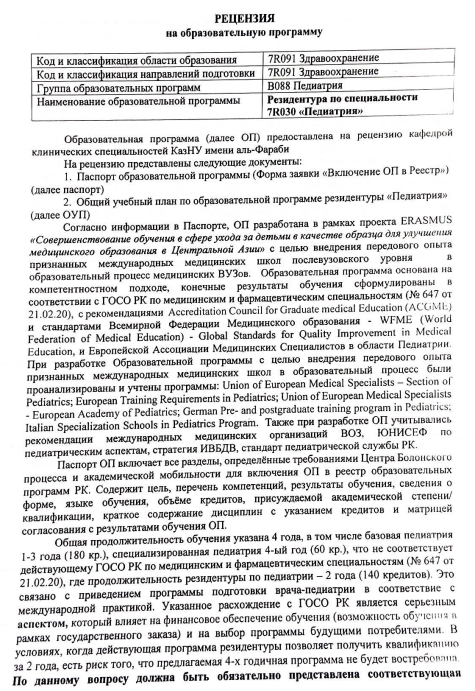 РЕЦЕНЗИЯ
на образовательную программу
Код и классификация области образования 7R091 Здравоохранение
Код и классификация направлений подготовки 7R091 Здравоохранение
Группа образовательных программ B088 Педиатрия
Наименование образовательной программы Резидентура по специальности
7R030 «Педиатрия»
Образовательная программа (далее ОП) предоставлена на рецензию кафедрой
клинических специальностей КазНУ имени аль-Фараби
На рецензию представлены следующие документы:
1. Паспорт образовательной программы (Форма заявки «Включение ОП в Реестр»)
(далее паспорт)
2. Общий учебный план по образовательной программе резидентуры «Педиатрия»
(далее ОУП)
Согласно информации в Паспорте, ОП разработана в рамках проекта ERASMUS
«Совершенствование обучения в сфере ухода за детьми в качестве образца для улучшения
медицинского образования в Центральной Азии» с целью внедрения передового опыта
признанных международных медицинских школ послевузовского уровня в
образовательный процесс медицинских ВУЗов. Образовательная программа основана на
компетентностном подходе, конечные результаты обучения сформулированы в
соответствии с ГОСО РК по медицинским и фармацевтическим специальностям (№ 647 от
21.02.20), с рекомендациями Accreditation Council for Graduate medical Education (ACGME)
и стандартами Всемирной Федерации Медицинского образования - WFME (World
Federation of Medical Education) - Global Standards for Quality Improvement in Medical
Education, и Европейской Ассоциации Медицинских Специалистов в области Педиатрии.
При разработке Образовательной программы с целью внедрения передового опыта
признанных международных медицинских школ в образовательный процесс были
проанализированы и учтены программы: Union of European Medical Specialists – Section of
Pediatrics; European Training Requirements in Pediatrics; Union of European Medical Specialists
- European Academy of Pediatrics; German Pre- and postgraduate training program in Pediatrics;
Italian Specialization Schools in Pediatrics Program. Также при разработке ОП учитывались
рекомендации международных медицинских организаций ВОЗ, ЮНИСЕФ по
педиатрическим аспектам, стратегия ИВБДВ, стандарт педиатрической службы РК.
Паспорт ОП включает все разделы, определённые требованиями Центра Болонского
процесса и академической мобильности для включения ОП в реестр образовательных
программ РК. Содержит цель, перечень компетенций, результаты обучения, сведения о
форме, языке обучения, объёме кредитов, присуждаемой академической степени/
квалификации, краткое содержание дисциплин с указанием кредитов и матрицей
согласования с результатами обучения ОП.
Общая продолжительность обучения указана 4 года, в том числе базовая педиатрия
1-3 года (180 кр.), специализированная педиатрия 4-ый год (60 кр.), что не соответствует
действующему ГОСО РК по медицинским и фармацевтическим специальностям (№ 647 от
21.02.20), где продолжительность резидентуры по педиатрии – 2 года (140 кредитов). Это
связано с приведением программы подготовки врача-педиатрии в соответствие с
международной практикой. Указанное расхождение с ГОСО РК является серьезным
аспектом, который влияет на финансовое обеспечение обучения (возможность обучения в
рамках государственного заказа) и на выбор программы будущими потребителями. В
условиях, когда действующая программа резидентуры позволяет получить квалификацию
за 2 года, есть риск того, что предлагаемая 4-х годичная программа не будет востребована.
По данному вопросу должна быть обязательно представлена соответствующая